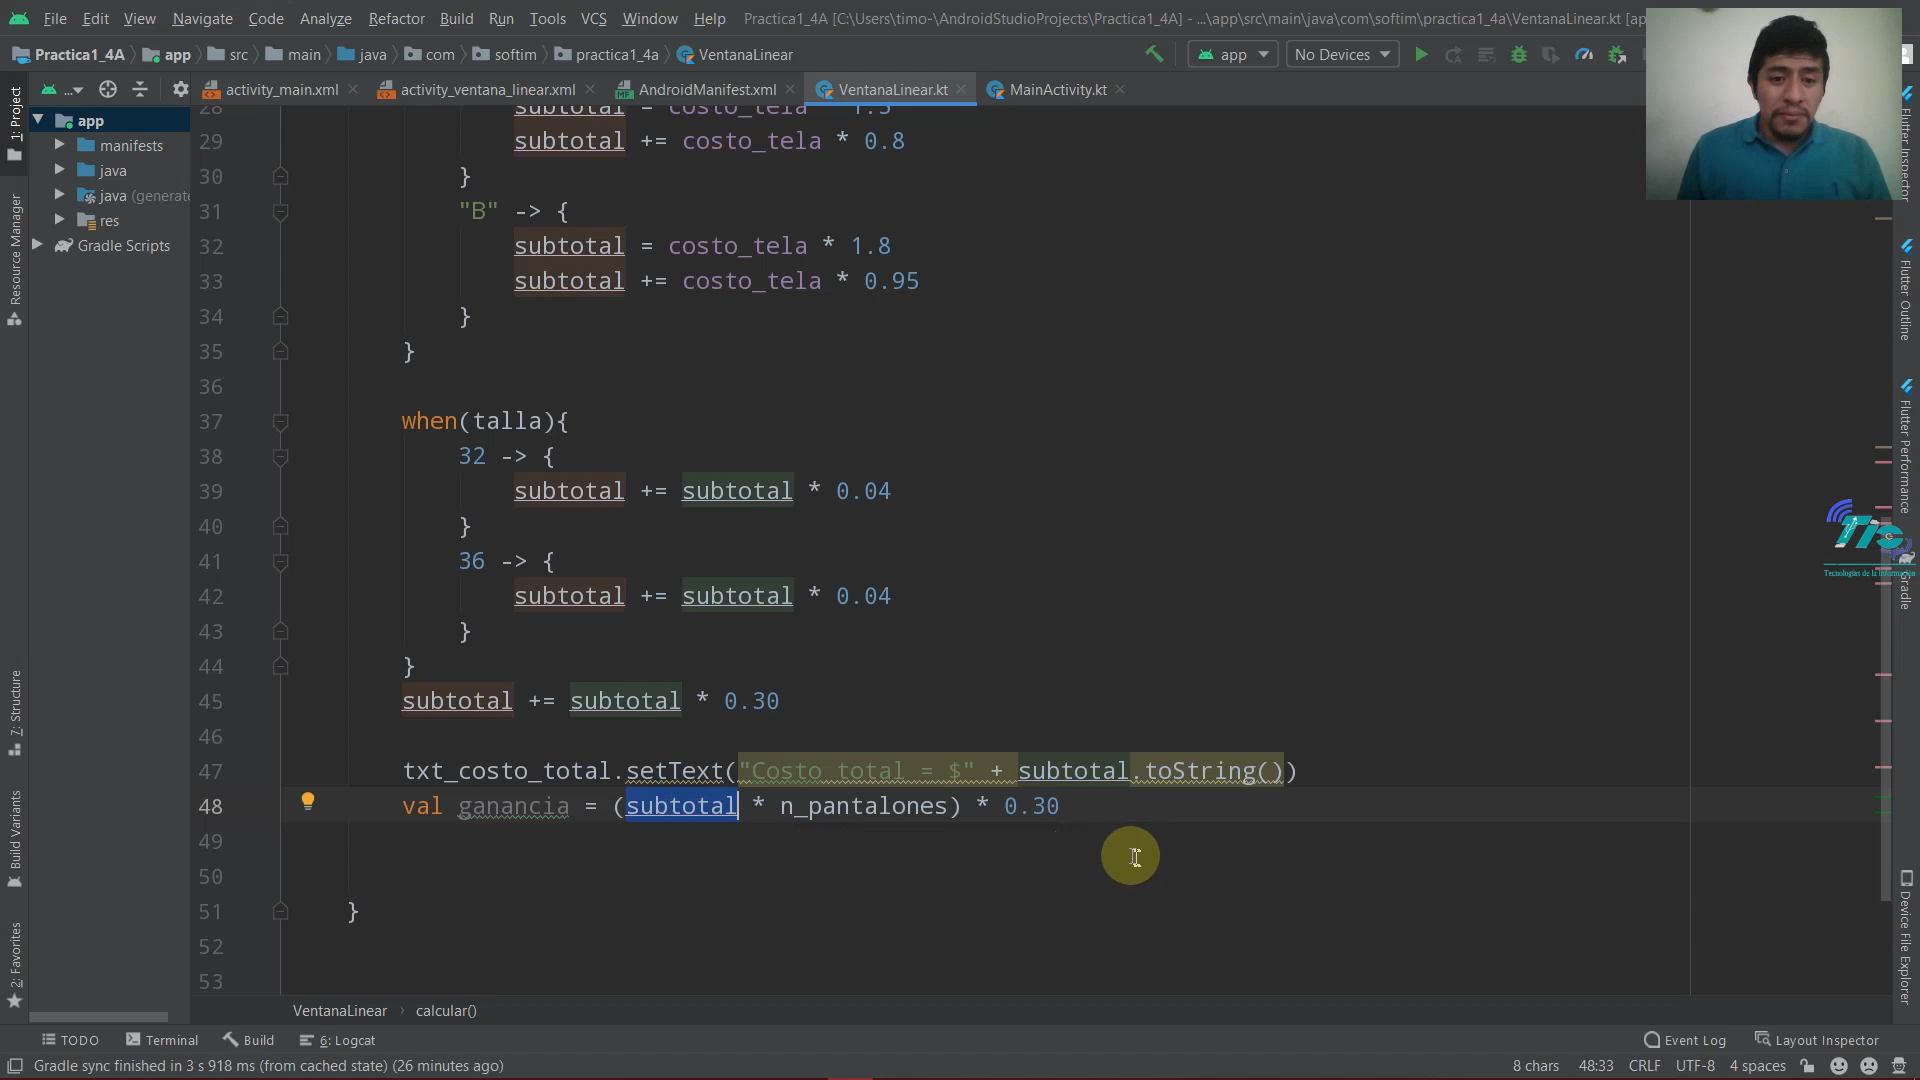 File Edit View Navigate Code Analyze Refactor Build Run Tools VCS Window Help Practica1_4A [C:\Users\timo-\AndroidStudioProjects\Practica1_4A] - ...\app\src\main\java\com\softim\practica1_4a\VentanaLinear.kt [ap
Practica1_4A app src main java com softim practica1_4a VentanaLinear app No Devices
... activity_main.xml activity_ventana_linear.xml AndroidManifest.xml VentanaLinear.kt MainActivity.kt
1: Project
Resource Manager
7: Structure
Build Variants
2: Favorites
app
manifests
java
java (generate
res
Gradle Scripts
28 subtotal = costo_tela * 1.5
29 subtotal += costo_tela * 0.8
30 }
31 "B" -> {
32 subtotal = costo_tela * 1.8
33 subtotal += costo_tela * 0.95
34 }
35 }
36
37 when(talla){
38 32 -> {
39 subtotal += subtotal * 0.04
40 }
41 36 -> {
42 subtotal += subtotal * 0.04
43 }
44 }
45 subtotal += subtotal * 0.30
46
47 txt_costo_total.setText("Costo total = $" + subtotal.toString())
48 val ganancia = (subtotal * n_pantalones) * 0.30
49
50
51 }
52
53
Flutter Inspector
Flutter Outline
Flutter Performance
Gradle
Device File Explorer
TIC
Tecnologías de la Información
VentanaLinear › calcular()
TODO Terminal Build 6: Logcat Event Log Layout Inspector
Gradle sync finished in 3 s 918 ms (from cached state) (26 minutes ago) 8 chars 48:33 CRLF UTF-8 4 spaces